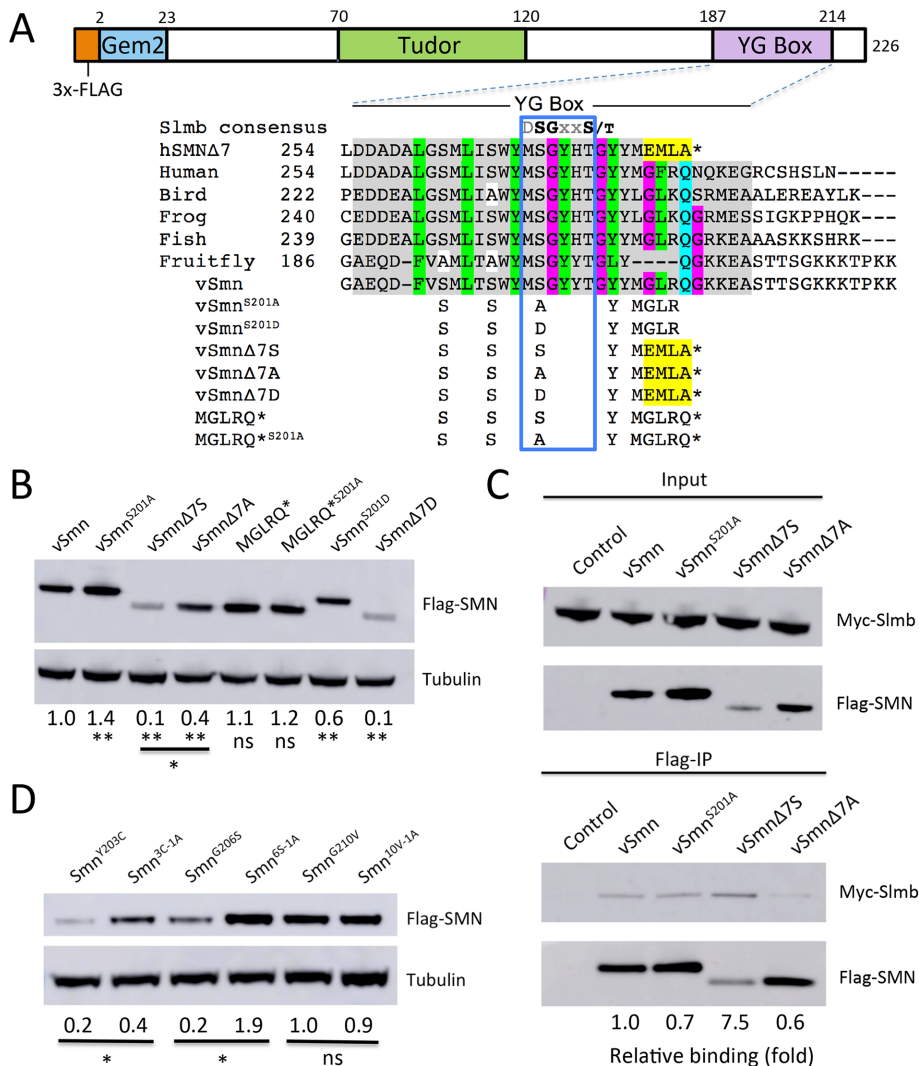 A
2 23 70 120 187 214
Gem2 Tudor YG Box 226
3x-FLAG
YG Box
Slmb consensus DSGxxS/T
hSMNΔ7 254 LDDADALGSMLISWYMSGYHTGYYMEMLA*
Human 254 LDDADALGSMLISWYMSGYHTGYYMGFRQNQKEGRCSHSLN-----
Bird 222 PEDDEALGSMLIAWYMSGYHTGYYLGLKQSRMEAALEREAYLK----
Frog 240 CEDDEALGSMLISWYMSGYHTGYYLGLKQGRMESSIGKPPHQK----
Fish 239 GEDDEALGSMLISWYMSGYHTGYYMGLRQGRKEAAASKKSHRK---
Fruitfly 186 GAEQD-FVAMLTAWYMSGYYTGLY-----QGRKEASTTSGKKKTPKK
vSmn GAEQD-FVSMLTSWYMSGYYTGYYMGLRQGRKKEASTTSGKKKTPKK
vSmnS201A S S A Y MGLR
vSmnS201D S S D Y MGLR
vSmnΔ7S S S S Y MEMLA*
vSmnΔ7A S S A Y MEMLA*
vSmnΔ7D S S D Y MEMLA*
MGLRQ* S S S Y MGLRQ*
MGLRQ*S201A S S A Y MGLRQ*
B
vSmn vSmnS201A vSmnΔ7S vSmnΔ7A MGLRQ* MGLRQ*S201A vSmnS201D vSmnΔ7D
Flag-SMN
Tubulin
1.0 1.4 0.1 0.4 1.1 1.2 0.6 0.1
** ** ** ns ns ** **
*
C
Input
Control vSmn vSmnS201A vSmnΔ7S vSmnΔ7A
Myc-Slmb
Flag-SMN
Flag-IP
Control vSmn vSmnS201A vSmnΔ7S vSmnΔ7A
Myc-Slmb
Flag-SMN
1.0 0.7 7.5 0.6
Relative binding (fold)
D
SmnY203C Smn3C-1A SmnG206S Smn6S-1A SmnG210V Smn10V-1A
Flag-SMN
Tubulin
0.2 0.4 0.2 1.9 1.0 0.9
* * ns